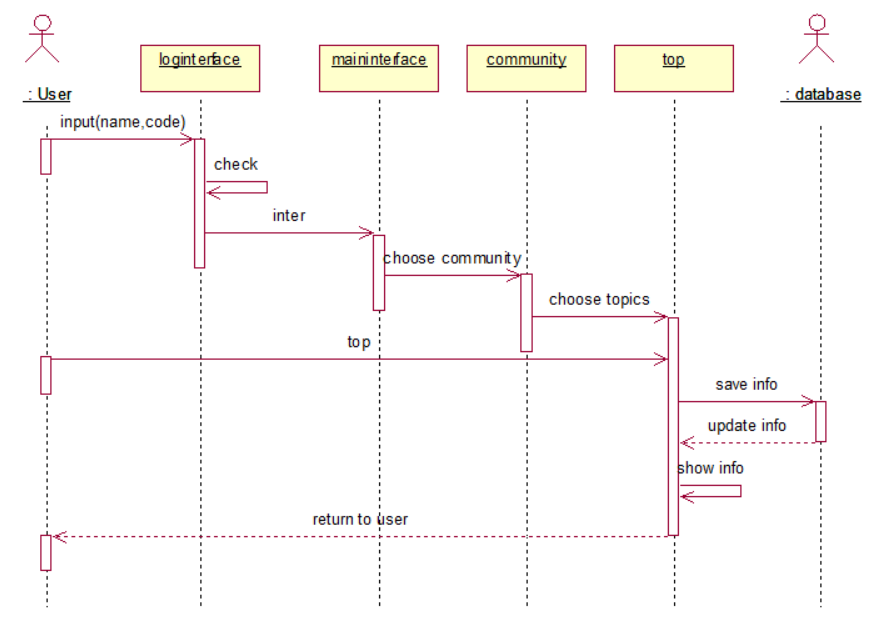 loginterface
maininterface
community
top
: User
: database
input(name,code)
check
inter
choose community
choose topics
top
save info
update info
show info
return to user